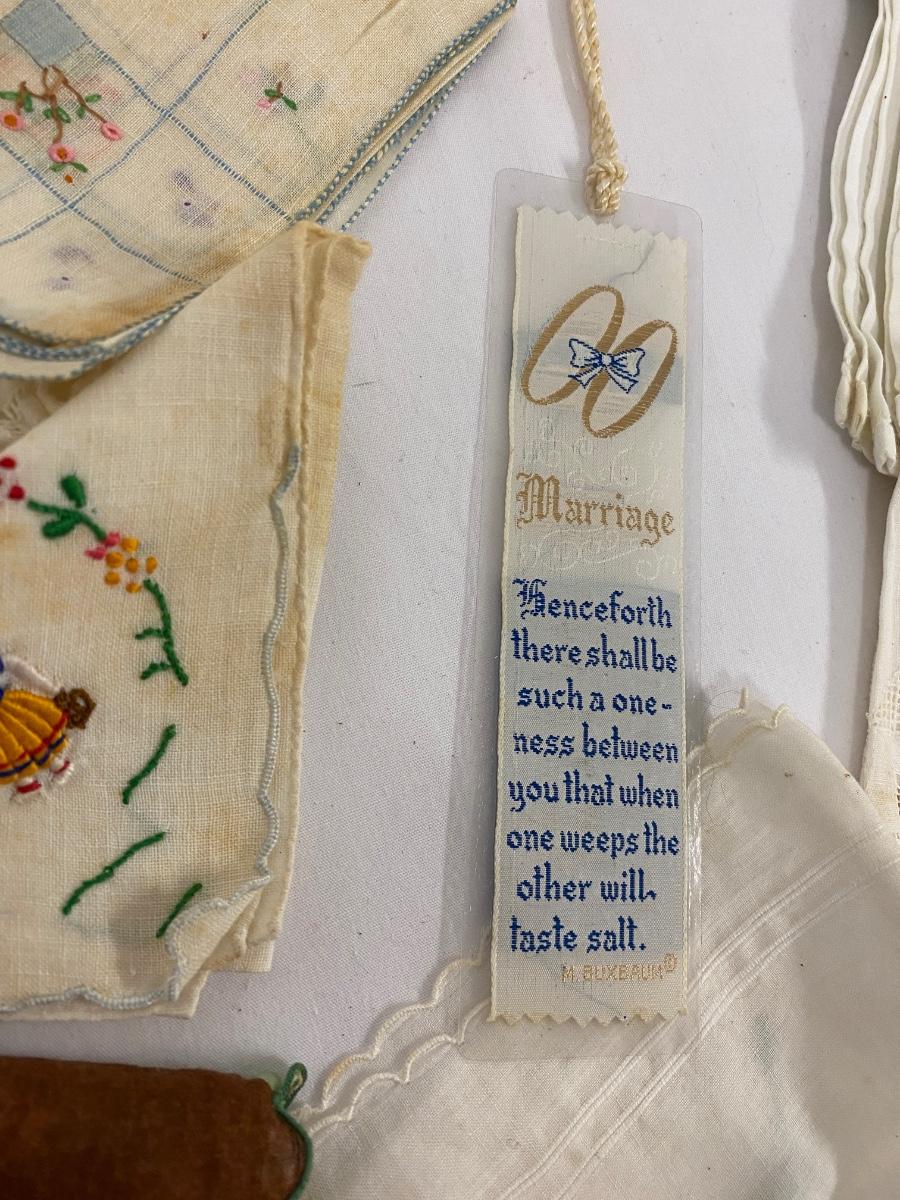 Marriage
Henceforth
there shall be
such a one-
ness between
you that when
one weeps the
other will
taste salt.
M. BUXBAUM©